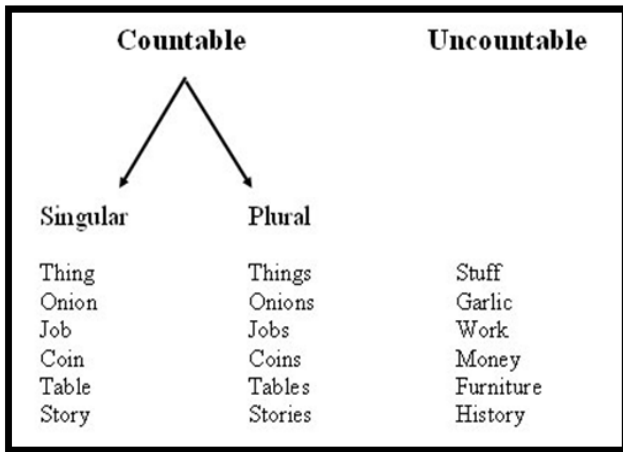 Countable Uncountable
Singular Plural
Thing Things Stuff
Onion Onions Garlic
Job Jobs Work
Coin Coins Money
Table Tables Furniture
Story Stories History